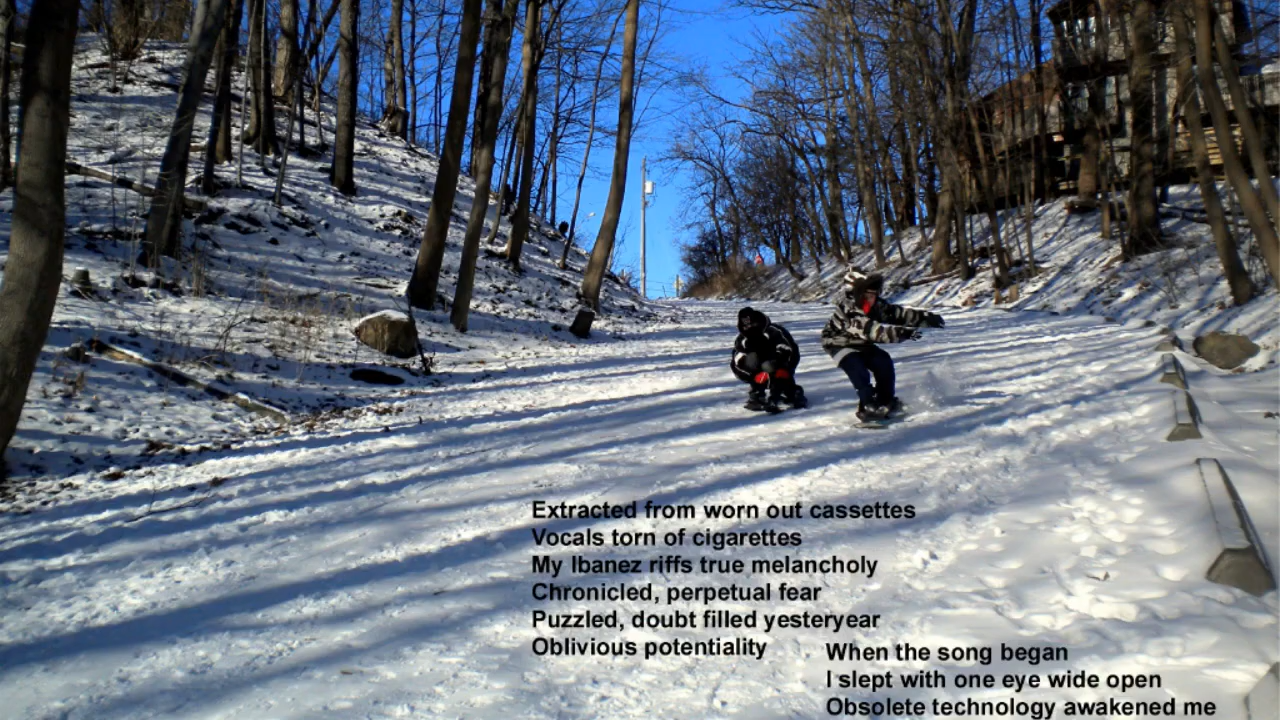 Extracted from worn out cassettes
Vocals torn of cigarettes
My Ibanez riffs true melancholy
Chronicled, perpetual fear
Puzzled, doubt filled yesteryear
Oblivious potentiality
When the song began
I slept with one eye wide open
Obsolete technology awakened me